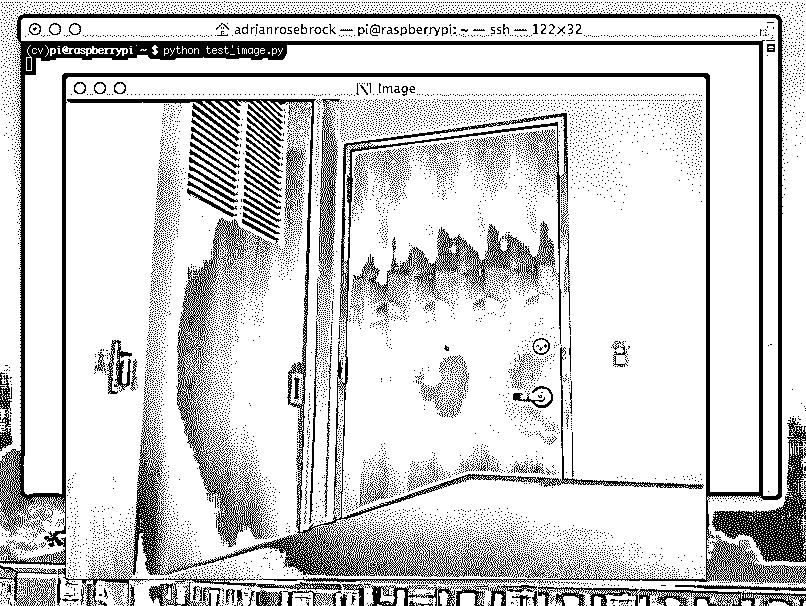 adrianrosebrock — pi@raspberrypi: ~ — ssh — 122×32
(cv)pi@raspberrypi ~ $ python test_image.py
Image